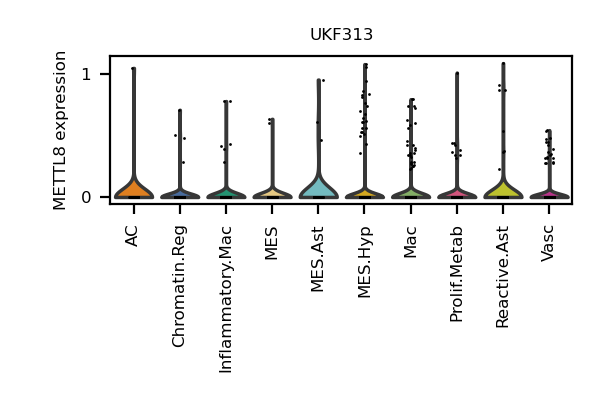 UKF313
METTL8 expression
1
0
AC
Chromatin.Reg
Inflammatory.Mac
MES
MES.Ast
MES.Hyp
Mac
Prolif.Metab
Reactive.Ast
Vasc